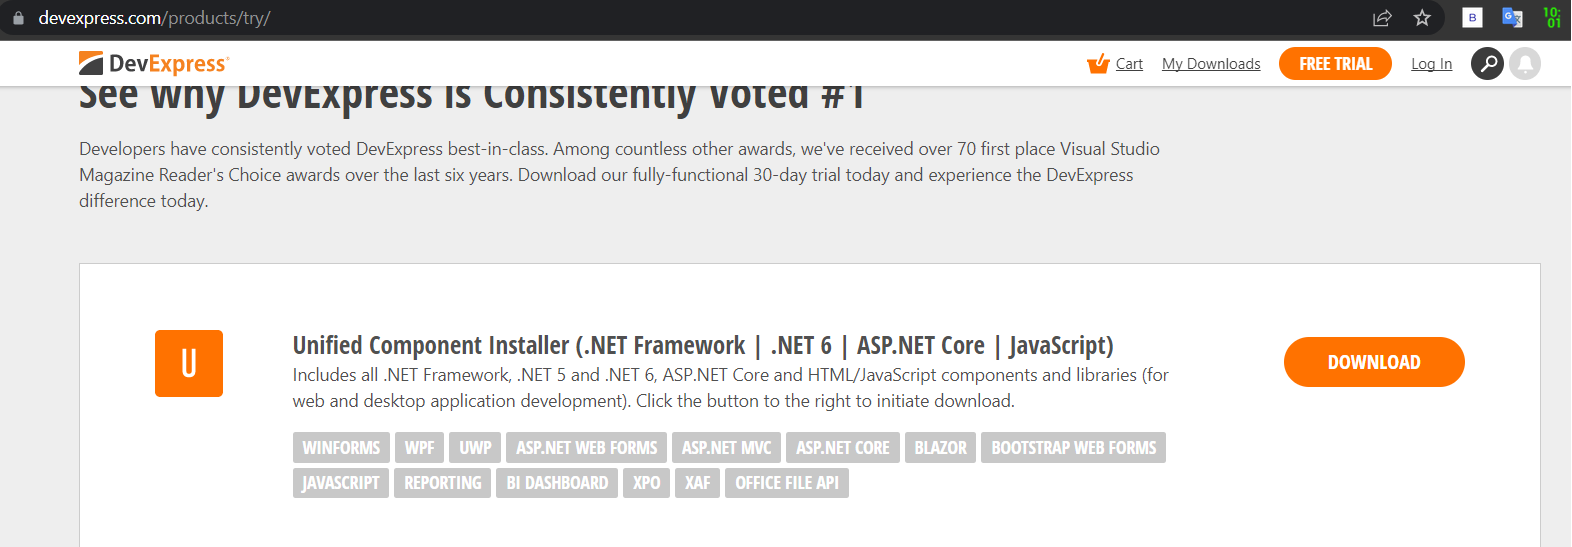 devexpress.com/products/try/
B
G
10:
01
DevExpress
Cart
My Downloads
FREE TRIAL
Log In
See Why DevExpress is Consistently Voted #1
Developers have consistently voted DevExpress best-in-class. Among countless other awards, we've received over 70 first place Visual Studio
Magazine Reader's Choice awards over the last six years. Download our fully-functional 30-day trial today and experience the DevExpress
difference today.
U
Unified Component Installer (.NET Framework | .NET 6 | ASP.NET Core | JavaScript)
Includes all .NET Framework, .NET 5 and .NET 6, ASP.NET Core and HTML/JavaScript components and libraries (for
web and desktop application development). Click the button to the right to initiate download.
DOWNLOAD
WINFORMS WPF UWP ASP.NET WEB FORMS ASP.NET MVC ASP.NET CORE BLAZOR BOOTSTRAP WEB FORMS
JAVASCRIPT REPORTING BI DASHBOARD XPO XAF OFFICE FILE API